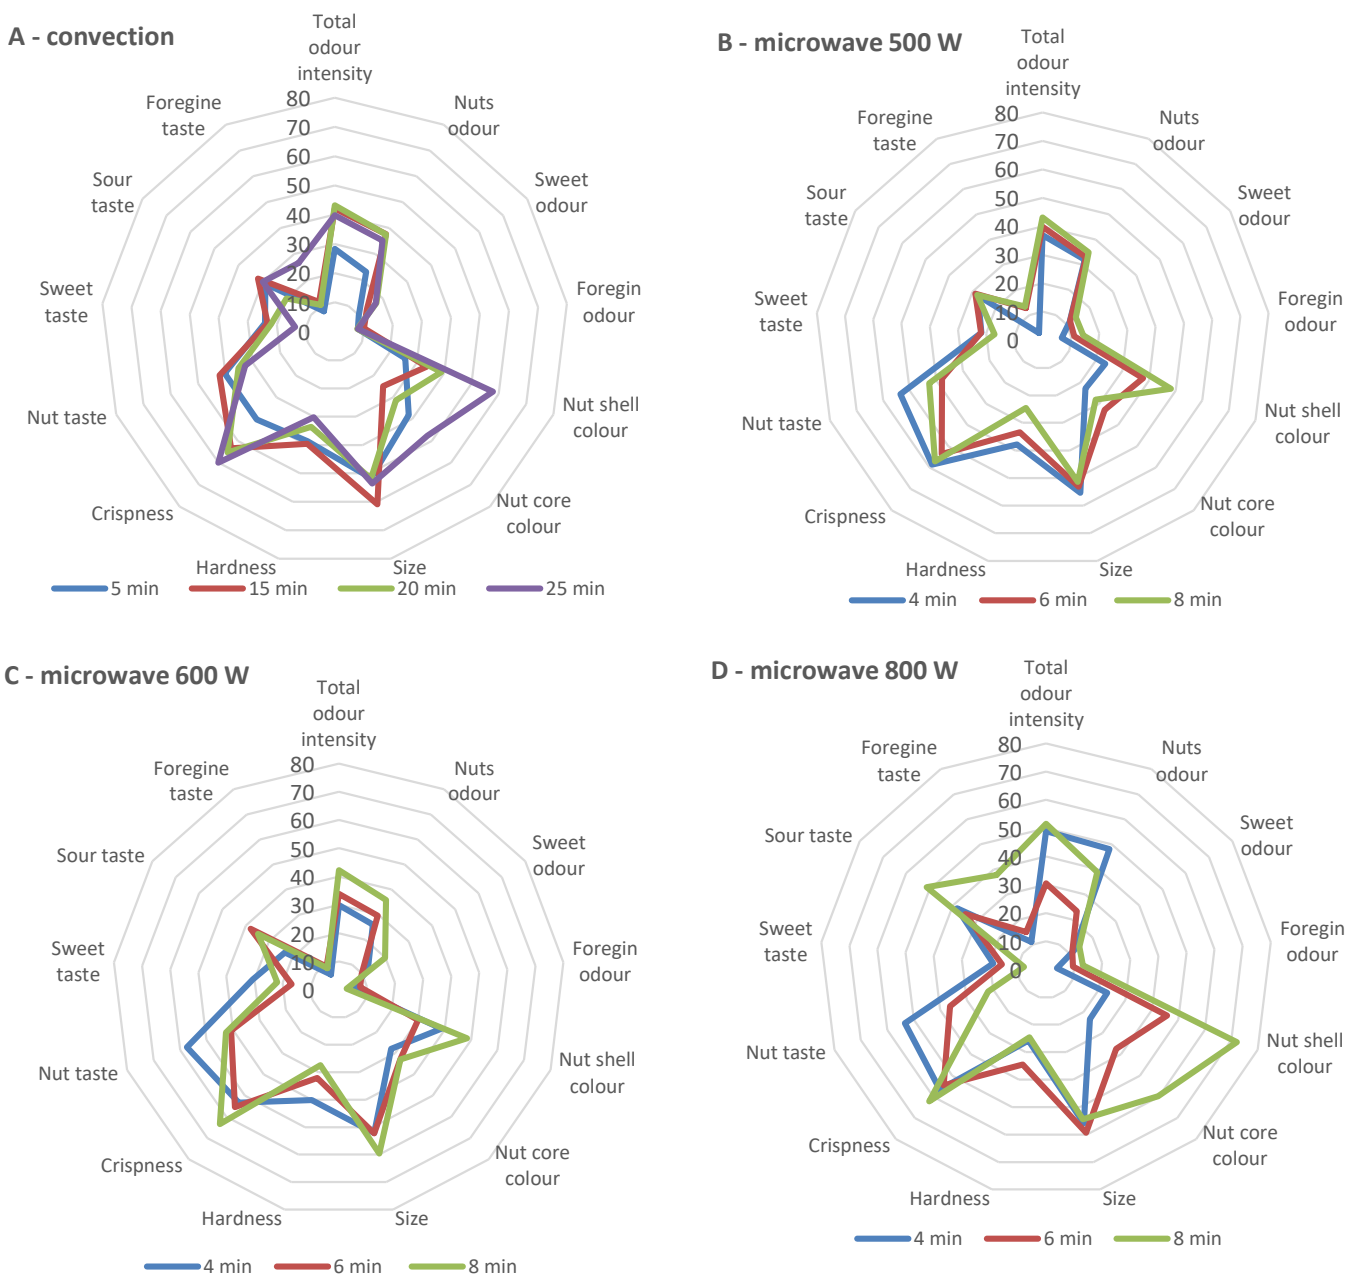 A - convection
Total
odour
intensity
Nuts
odour
Sweet
odour
Foregin
odour
Nut shell
colour
Nut core
colour
Size
Hardness
Crispness
Nut taste
Sweet
taste
Sour
taste
Foregine
taste
80
70
60
50
40
30
20
10
0
5 min
15 min
20 min
25 min
B - microwave 500 W
Total
odour
intensity
Nuts
odour
Sweet
odour
Foregin
odour
Nut shell
colour
Nut core
colour
Size
Hardness
Crispness
Nut taste
Sweet
taste
Sour
taste
Foregine
taste
80
70
60
50
40
30
20
10
0
4 min
6 min
8 min
C - microwave 600 W
Total
odour
intensity
Nuts
odour
Sweet
odour
Foregin
odour
Nut shell
colour
Nut core
colour
Size
Hardness
Crispness
Nut taste
Sweet
taste
Sour taste
Foregine
taste
80
70
60
50
40
30
20
10
0
4 min
6 min
8 min
D - microwave 800 W
Total
odour
intensity
Nuts
odour
Sweet
odour
Foregin
odour
Nut shell
colour
Nut core
colour
Size
Hardness
Crispness
Nut taste
Sweet
taste
Sour taste
Foregine
taste
80
70
60
50
40
30
20
10
0
4 min
6 min
8 min